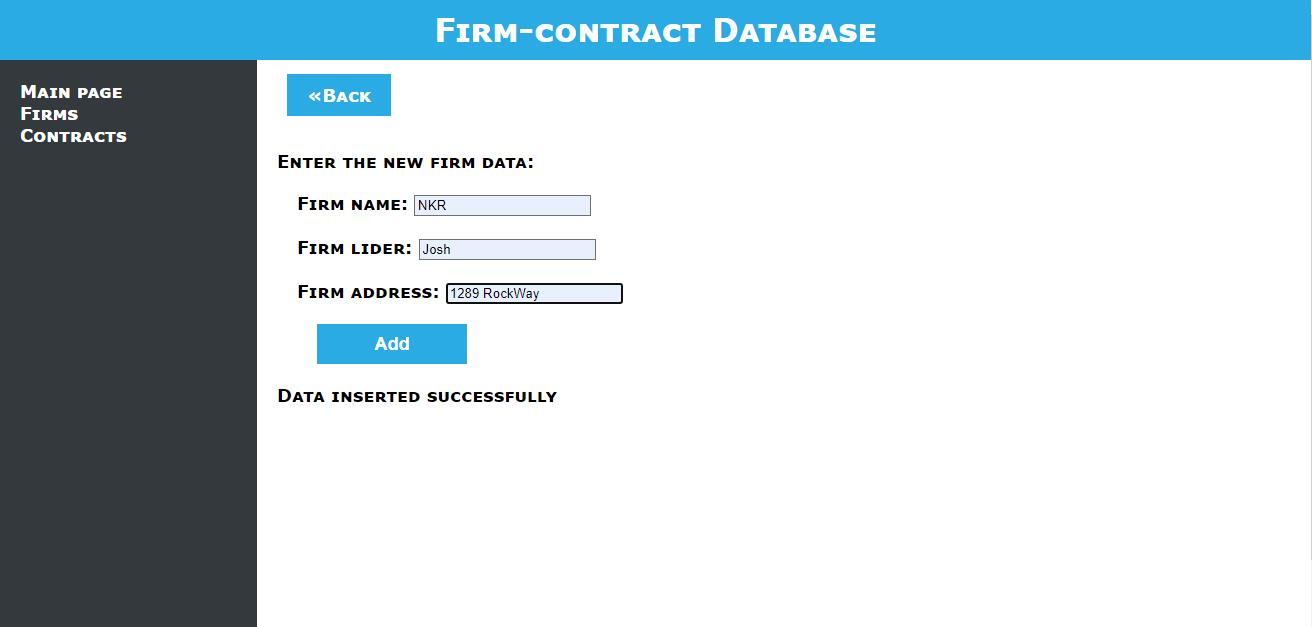 Firm-contract Database
Main page
Firms
Contracts
«Back
Enter the new firm data:
Firm name: NKR
Firm lider: Josh
Firm address: 1289 RockWay
Add
Data inserted successfully